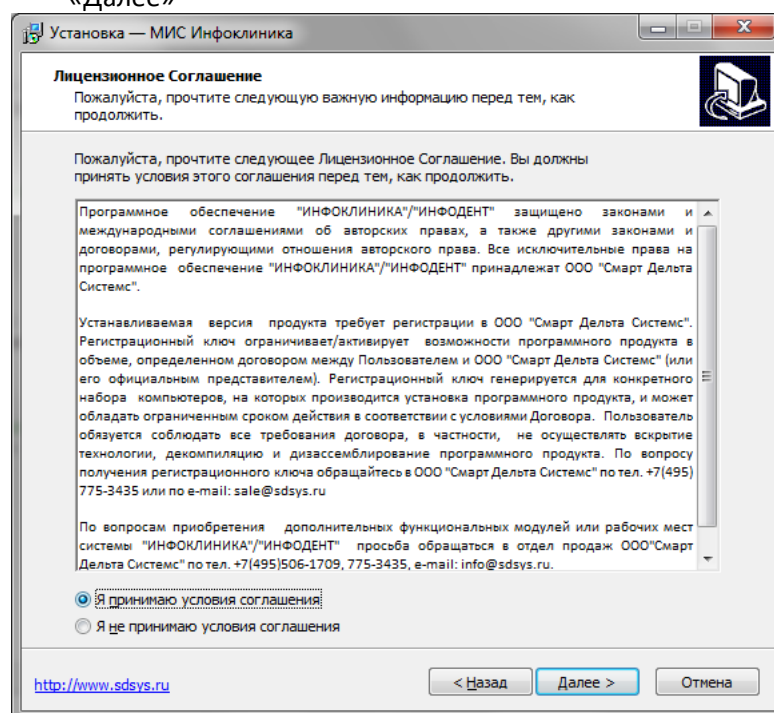 «Далее»
Установка — МИС Инфоклиника
Лицензионное Соглашение
Пожалуйста, прочтите следующую важную информацию перед тем, как
продолжить.
Пожалуйста, прочтите следующее Лицензионное Соглашение. Вы должны
принять условия этого соглашения перед тем, как продолжить.
Программное обеспечение "ИНФОКЛИНИКА"/"ИНФОДЕНТ" защищено законами и
международными соглашениями об авторских правах, а также другими законами и
договорами, регулирующими отношения авторского права. Все исключительные права на
программное обеспечение "ИНФОКЛИНИКА"/"ИНФОДЕНТ" принадлежат ООО "Смарт Дельта
Системс".
Устанавливаемая версия продукта требует регистрации в ООО "Смарт Дельта Системс".
Регистрационный ключ ограничивает/активирует возможности программного продукта в
объеме, определенном договором между Пользователем и ООО "Смарт Дельта Системс" (или
его официальным представителем). Регистрационный ключ генерируется для конкретного
набора компьютеров, на которых производится установка программного продукта, и может
обладать ограниченным сроком действия в соответствии с условиями Договора. Пользователь
обязуется соблюдать все требования договора, в частности, не осуществлять вскрытие
технологии, декомпиляцию и дизассемблирование программного продукта. По вопросу
получения регистрационного ключа обращайтесь в ООО "Смарт Дельта Системс" по тел. +7(495)
775-3435 или по e-mail: sale@sdsys.ru
По вопросам приобретения дополнительных функциональных модулей или рабочих мест
системы "ИНФОКЛИНИКА"/"ИНФОДЕНТ" просьба обращаться в отдел продаж ООО"Смарт
Дельта Системс" по тел. +7(495)506-1709, 775-3435, e-mail: info@sdsys.ru.
Я принимаю условия соглашения
Я не принимаю условия соглашения
http://www.sdsys.ru
< Назад
Далее >
Отмена